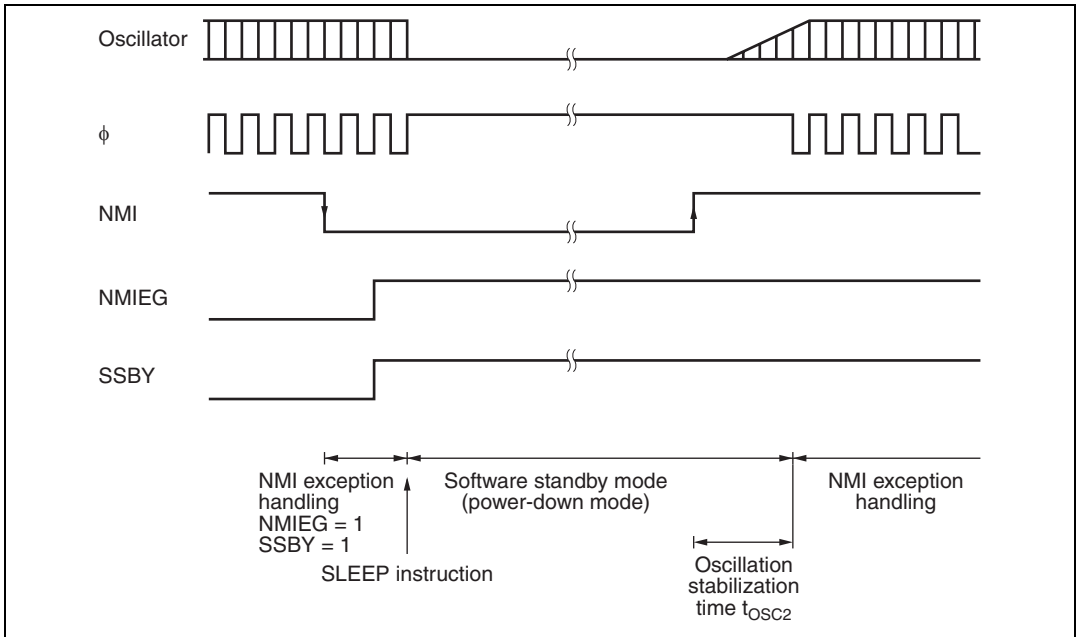 Oscillator
φ
NMI
NMIEG
SSBY
NMI exception
handling
NMIEG = 1
SSBY = 1
SLEEP instruction
Software standby mode
(power-down mode)
Oscillation
stabilization
time tOSC2
NMI exception
handling